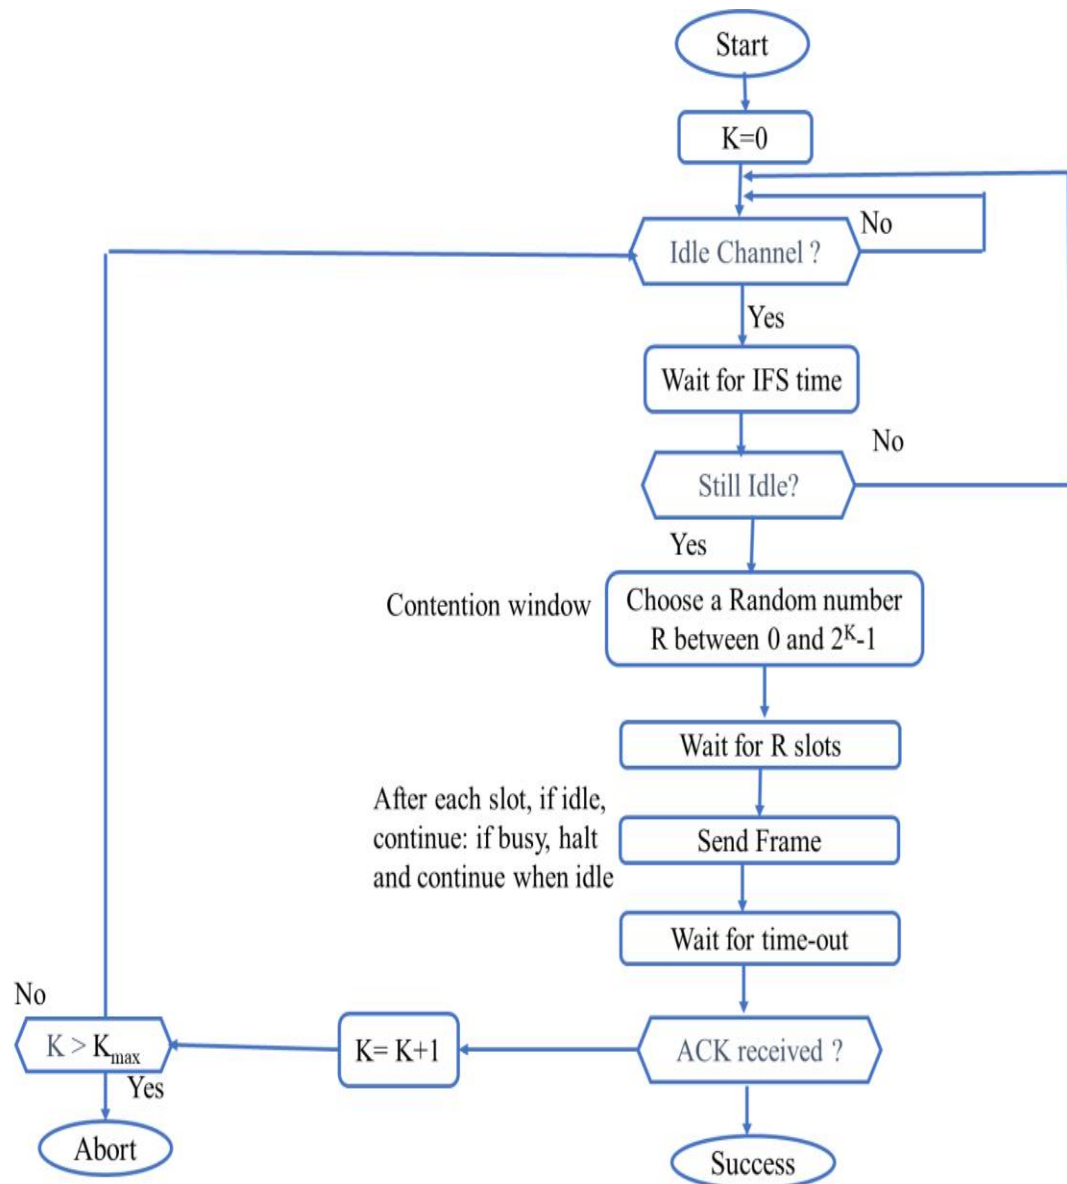 Start
K=0
Idle Channel ?
No
Yes
Wait for IFS time
No
Still Idle?
Yes
Contention window
Choose a Random number
R between 0 and 2ᴷ-1
Wait for R slots
After each slot, if idle,
continue: if busy, halt
and continue when idle
Send Frame
Wait for time-out
No
K > Kmax
K= K+1
ACK received ?
Yes
Abort
Success